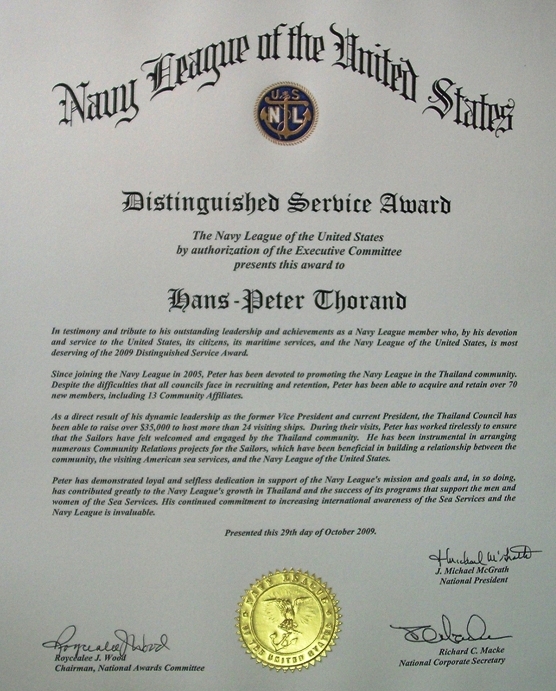 Navy League of the United States
U S
N L
Distinguished Service Award
The Navy League of the United States
by authorization of the Executive Committee
presents this award to
Hans-Peter Thorand
In testimony and tribute to his outstanding leadership and achievements as a Navy League member who, by his devotion
and service to the United States, its citizens, its maritime services, and the Navy League of the United States, is most
deserving of the 2009 Distinguished Service Award.
Since joining the Navy League in 2005, Peter has been devoted to promoting the Navy League in the Thailand community.
Despite the difficulties that all councils face in recruiting and retention, Peter has been able to acquire and retain over 70
new members, including 13 Community Affiliates.
As a direct result of his dynamic leadership as the former Vice President and current President, the Thailand Council has
been able to raise over $35,000 to host more than 24 visiting ships. During their visits, Peter has worked tirelessly to ensure
that the Sailors have felt welcomed and engaged by the Thailand community. He has been instrumental in arranging
numerous Community Relations projects for the Sailors, which have been beneficial in building a relationship between the
community, the visiting American sea services, and the Navy League of the United States.
Peter has demonstrated loyal and selfless dedication in support of the Navy League's mission and goals and, in so doing,
has contributed greatly to the Navy League's growth in Thailand and the success of its programs that support the men and
women of the Sea Services. His continued commitment to increasing international awareness of the Sea Services and the
Navy League is invaluable.
Presented this 29th day of October 2009.
J. Michael McGrath
National President
NAVY LEAGUE
UNITED
Roycealee J. Wood
Roycealee J. Wood
Chairman, National Awards Committee
Richard C. Macke
National Corporate Secretary